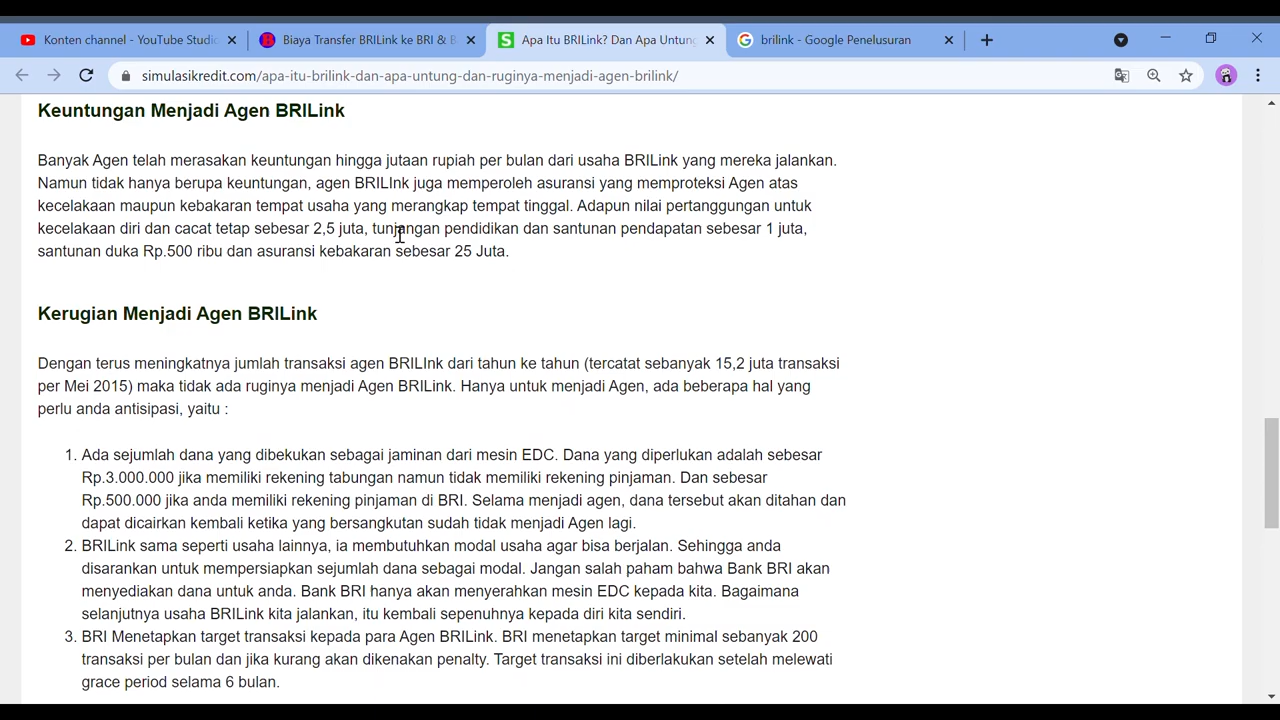 Konten channel - YouTube Studio
Biaya Transfer BRILink ke BRI & B
Apa Itu BRILink? Dan Apa Untung
brilink - Google Penelusuran
simulasikredit.com/apa-itu-brilink-dan-apa-untung-dan-ruginya-menjadi-agen-brilink/
Keuntungan Menjadi Agen BRILink
Banyak Agen telah merasakan keuntungan hingga jutaan rupiah per bulan dari usaha BRILink yang mereka jalankan.
Namun tidak hanya berupa keuntungan, agen BRILInk juga memperoleh asuransi yang memproteksi Agen atas
kecelakaan maupun kebakaran tempat usaha yang merangkap tempat tinggal. Adapun nilai pertanggungan untuk
kecelakaan diri dan cacat tetap sebesar 2,5 juta, tunjangan pendidikan dan santunan pendapatan sebesar 1 juta,
santunan duka Rp.500 ribu dan asuransi kebakaran sebesar 25 Juta.
Kerugian Menjadi Agen BRILink
Dengan terus meningkatnya jumlah transaksi agen BRILInk dari tahun ke tahun (tercatat sebanyak 15,2 juta transaksi
per Mei 2015) maka tidak ada ruginya menjadi Agen BRILink. Hanya untuk menjadi Agen, ada beberapa hal yang
perlu anda antisipasi, yaitu :
1. Ada sejumlah dana yang dibekukan sebagai jaminan dari mesin EDC. Dana yang diperlukan adalah sebesar
Rp.3.000.000 jika memiliki rekening tabungan namun tidak memiliki rekening pinjaman. Dan sebesar
Rp.500.000 jika anda memiliki rekening pinjaman di BRI. Selama menjadi agen, dana tersebut akan ditahan dan
dapat dicairkan kembali ketika yang bersangkutan sudah tidak menjadi Agen lagi.
2. BRILink sama seperti usaha lainnya, ia membutuhkan modal usaha agar bisa berjalan. Sehingga anda
disarankan untuk mempersiapkan sejumlah dana sebagai modal. Jangan salah paham bahwa Bank BRI akan
menyediakan dana untuk anda. Bank BRI hanya akan menyerahkan mesin EDC kepada kita. Bagaimana
selanjutnya usaha BRILink kita jalankan, itu kembali sepenuhnya kepada diri kita sendiri.
3. BRI Menetapkan target transaksi kepada para Agen BRILink. BRI menetapkan target minimal sebanyak 200
transaksi per bulan dan jika kurang akan dikenakan penalty. Target transaksi ini diberlakukan setelah melewati
grace period selama 6 bulan.